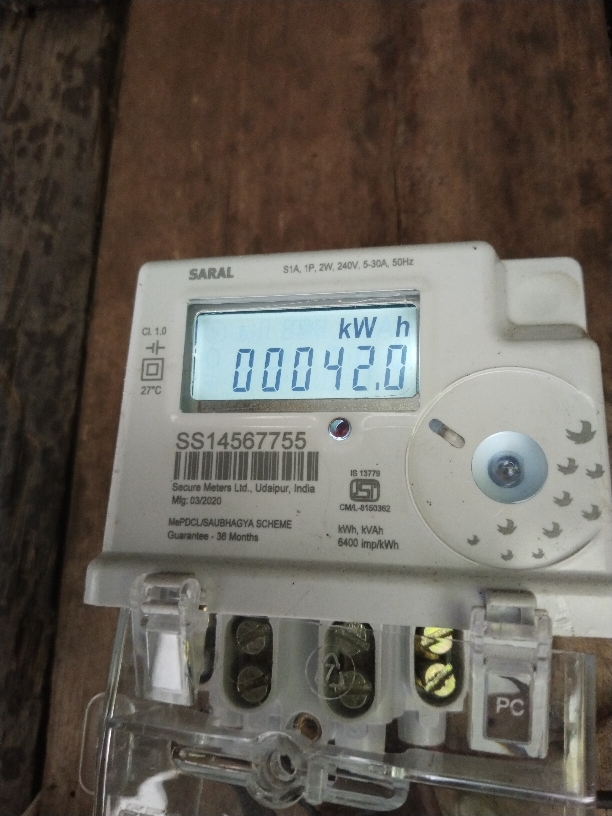 SARAL
S1A, 1P, 2W, 240V, 5-30A, 50Hz
Cl. 1.0
27°C
kW h
00042.0
SS14567755
Secure Meters Ltd., Udaipur, India
Mfg: 03/2020
MePDCL/SAUBHAGYA SCHEME
Guarantee - 36 Months
IS 13779
CM/L-8150362
kWh, kVAh
6400 imp/kWh
PC